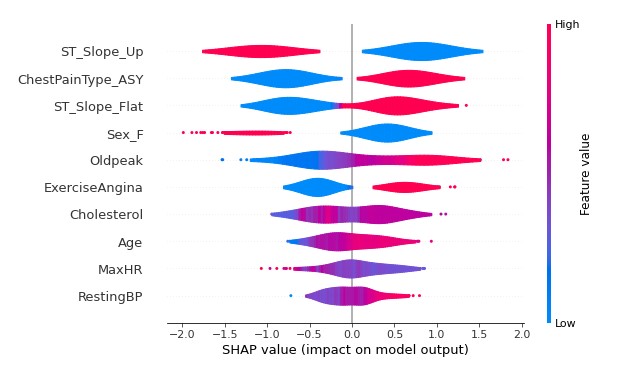 High
ST_Slope_Up
ChestPainType_ASY
ST_Slope_Flat
Sex_F
Oldpeak
ExerciseAngina
Cholesterol
Age
MaxHR
RestingBP
Feature value
Low
−2.0 −1.5 −1.0 −0.5 0.0 0.5 1.0 1.5 2.0
SHAP value (impact on model output)